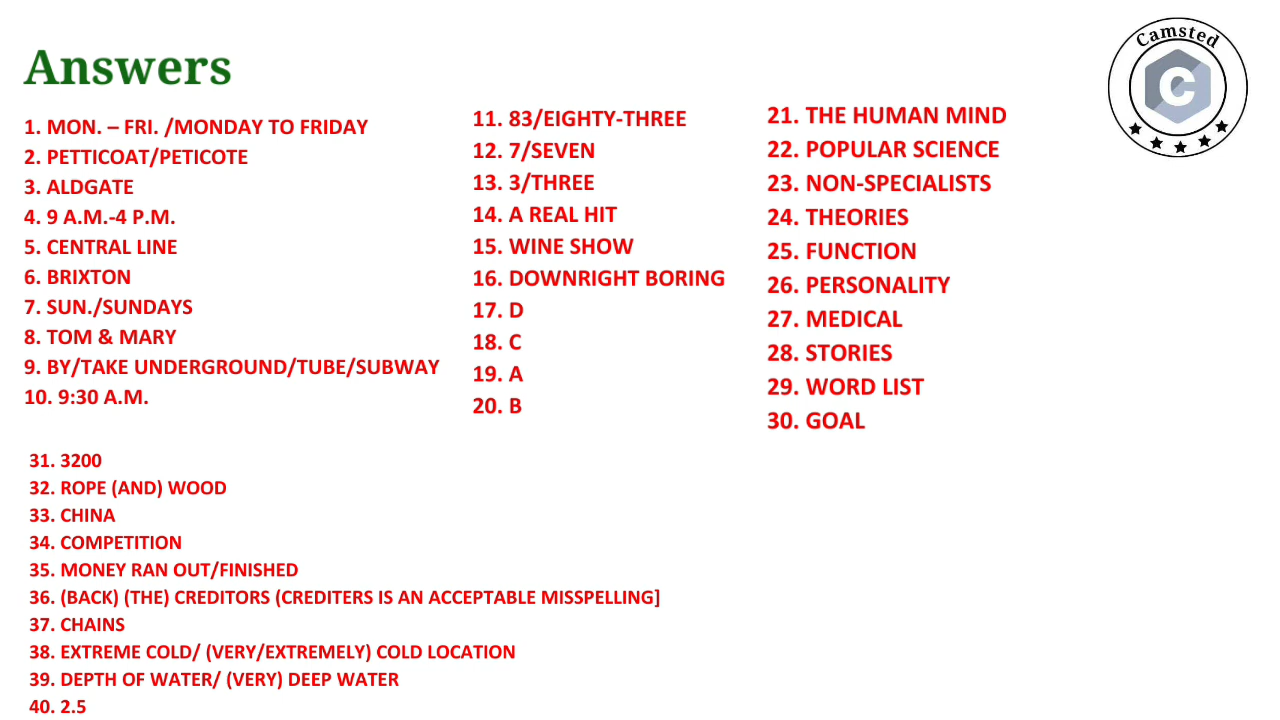 Answers
1. MON. – FRI. /MONDAY TO FRIDAY
2. PETTICOAT/PETICOTE
3. ALDGATE
4. 9 A.M.-4 P.M.
5. CENTRAL LINE
6. BRIXTON
7. SUN./SUNDAYS
8. TOM & MARY
9. BY/TAKE UNDERGROUND/TUBE/SUBWAY
10. 9:30 A.M.
11. 83/EIGHTY-THREE
12. 7/SEVEN
13. 3/THREE
14. A REAL HIT
15. WINE SHOW
16. DOWNRIGHT BORING
17. D
18. C
19. A
20. B
21. THE HUMAN MIND
22. POPULAR SCIENCE
23. NON-SPECIALISTS
24. THEORIES
25. FUNCTION
26. PERSONALITY
27. MEDICAL
28. STORIES
29. WORD LIST
30. GOAL
31. 3200
32. ROPE (AND) WOOD
33. CHINA
34. COMPETITION
35. MONEY RAN OUT/FINISHED
36. (BACK) (THE) CREDITORS (CREDITERS IS AN ACCEPTABLE MISSPELLING]
37. CHAINS
38. EXTREME COLD/ (VERY/EXTREMELY) COLD LOCATION
39. DEPTH OF WATER/ (VERY) DEEP WATER
40. 2.5
Camsted
C